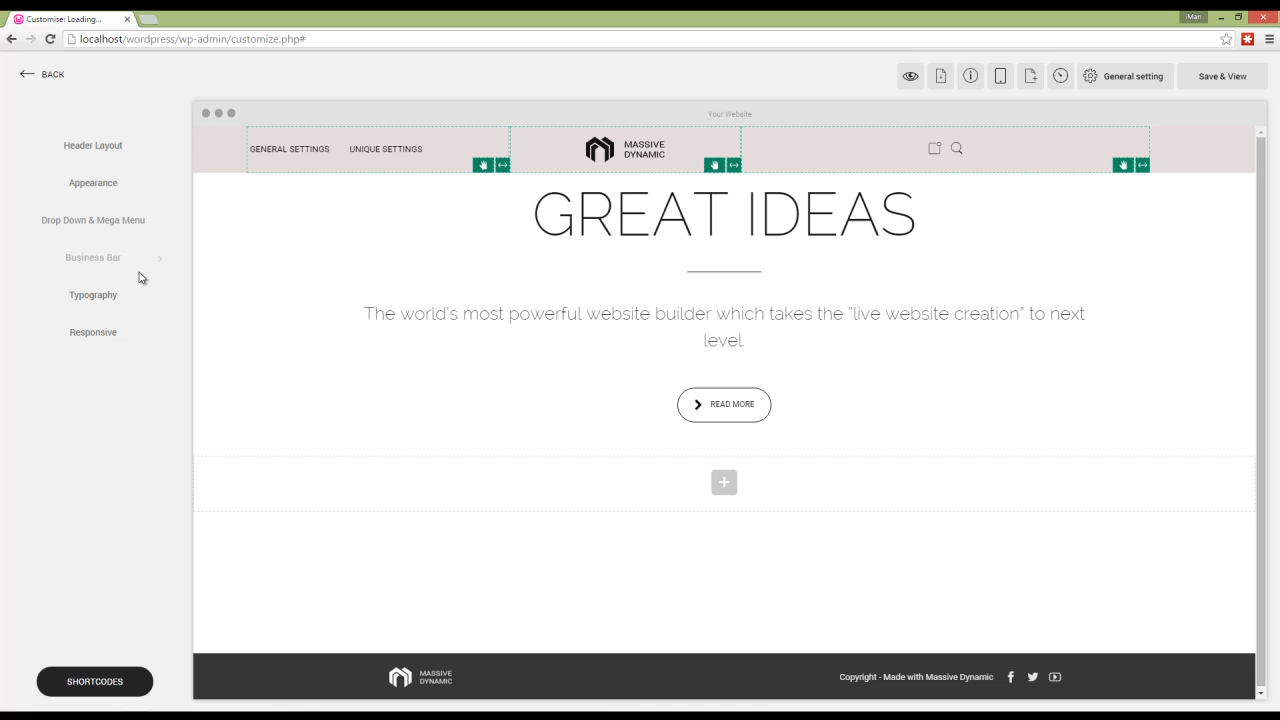 Customise: Loading...
iMan
localhost/wordpress/wp-admin/customize.php#
BACK
General setting
Save & View
Your Website
Header Layout
Appearance
Drop Down & Mega Menu
Business Bar
Typography
Responsive
SHORTCODES
GENERAL SETTINGS
UNIQUE SETTINGS
MASSIVE
DYNAMIC
GREAT IDEAS
The world's most powerful website builder which takes the "live website creation" to next
level.
READ MORE
MASSIVE
DYNAMIC
Copyright - Made with Massive Dynamic